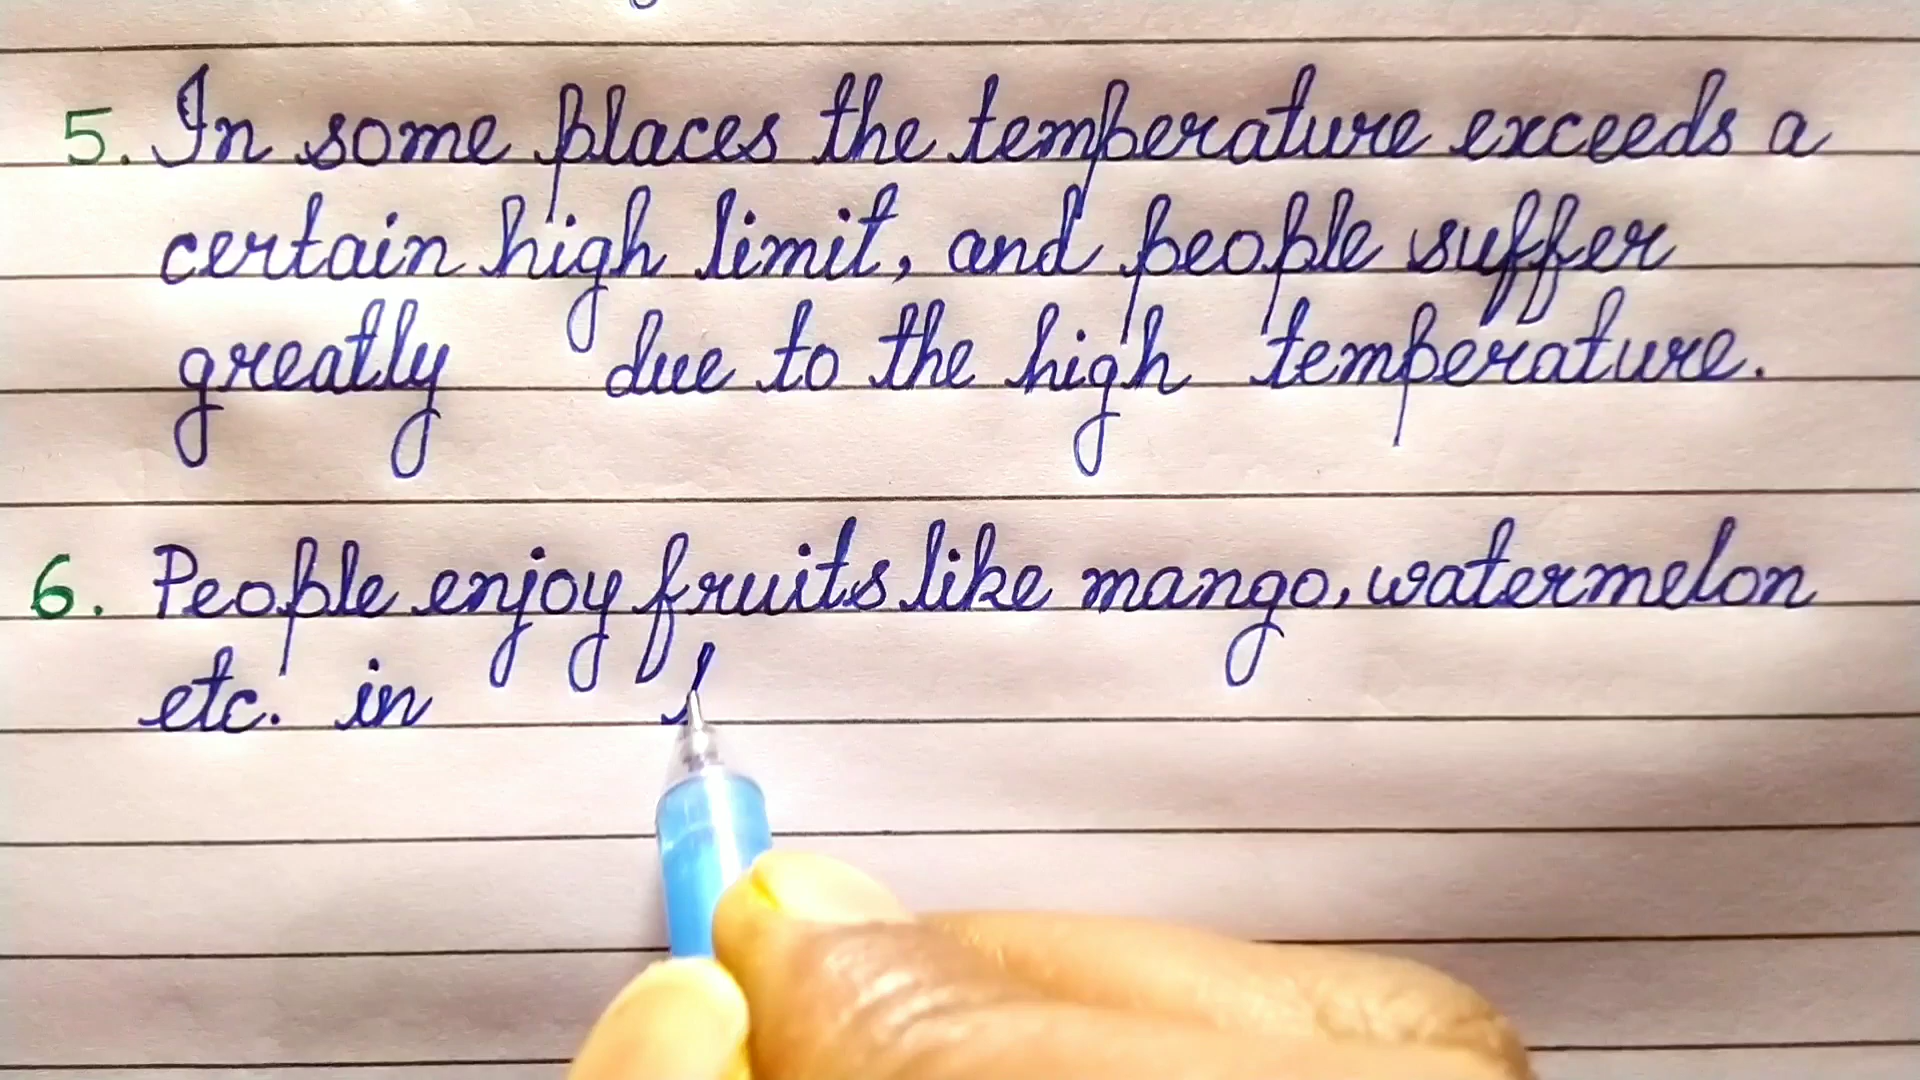 5. In some places the temperature exceeds a
certain high limit, and people suffer
greatly due to the high temperature.
6. People enjoy fruits like mango, watermelon
etc. in